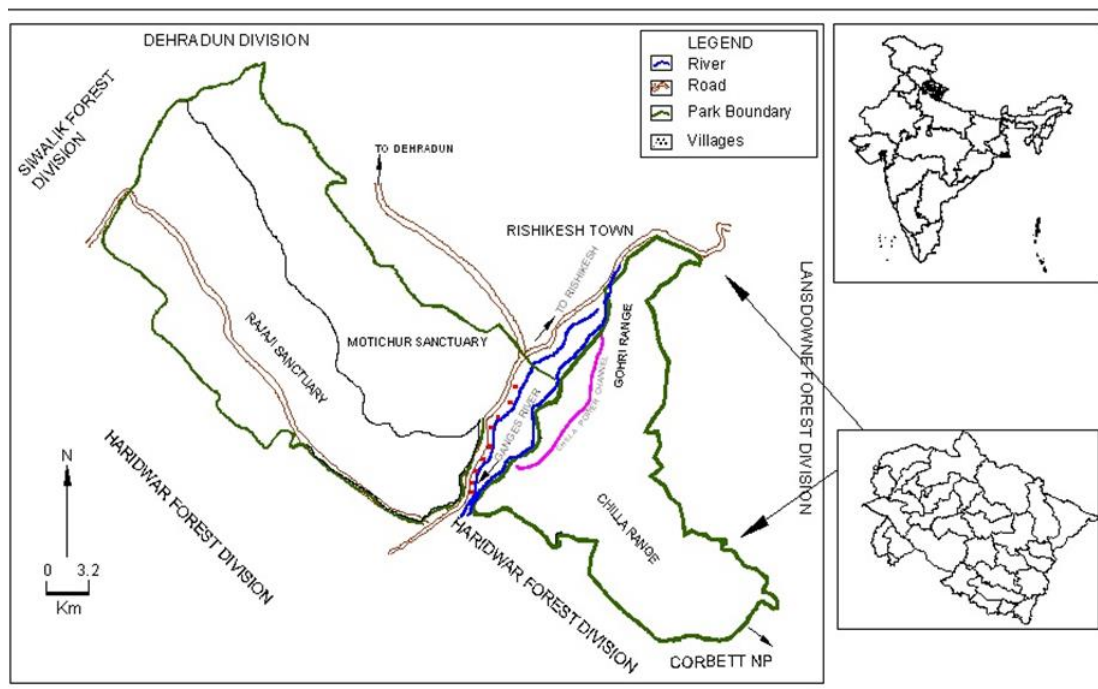 DEHRADUN DIVISION
LEGEND
River
Road
Park Boundary
Villages
SIWALIK FOREST
DIVISION
TO DEHRADUN
RISHIKESH TOWN
TO RISHIKESH
LANSDOWNE FOREST DIVISION
RAJAJI SANCTUARY
MOTICHUR SANCTUARY
GOHRI RANGE
GANGES RIVER
CHILLA POWER CHANNEL
N
HARIDWAR FOREST DIVISION
CHILLA RANGE
HARIDWAR FOREST DIVISION
0 3.2
Km
CORBETT NP